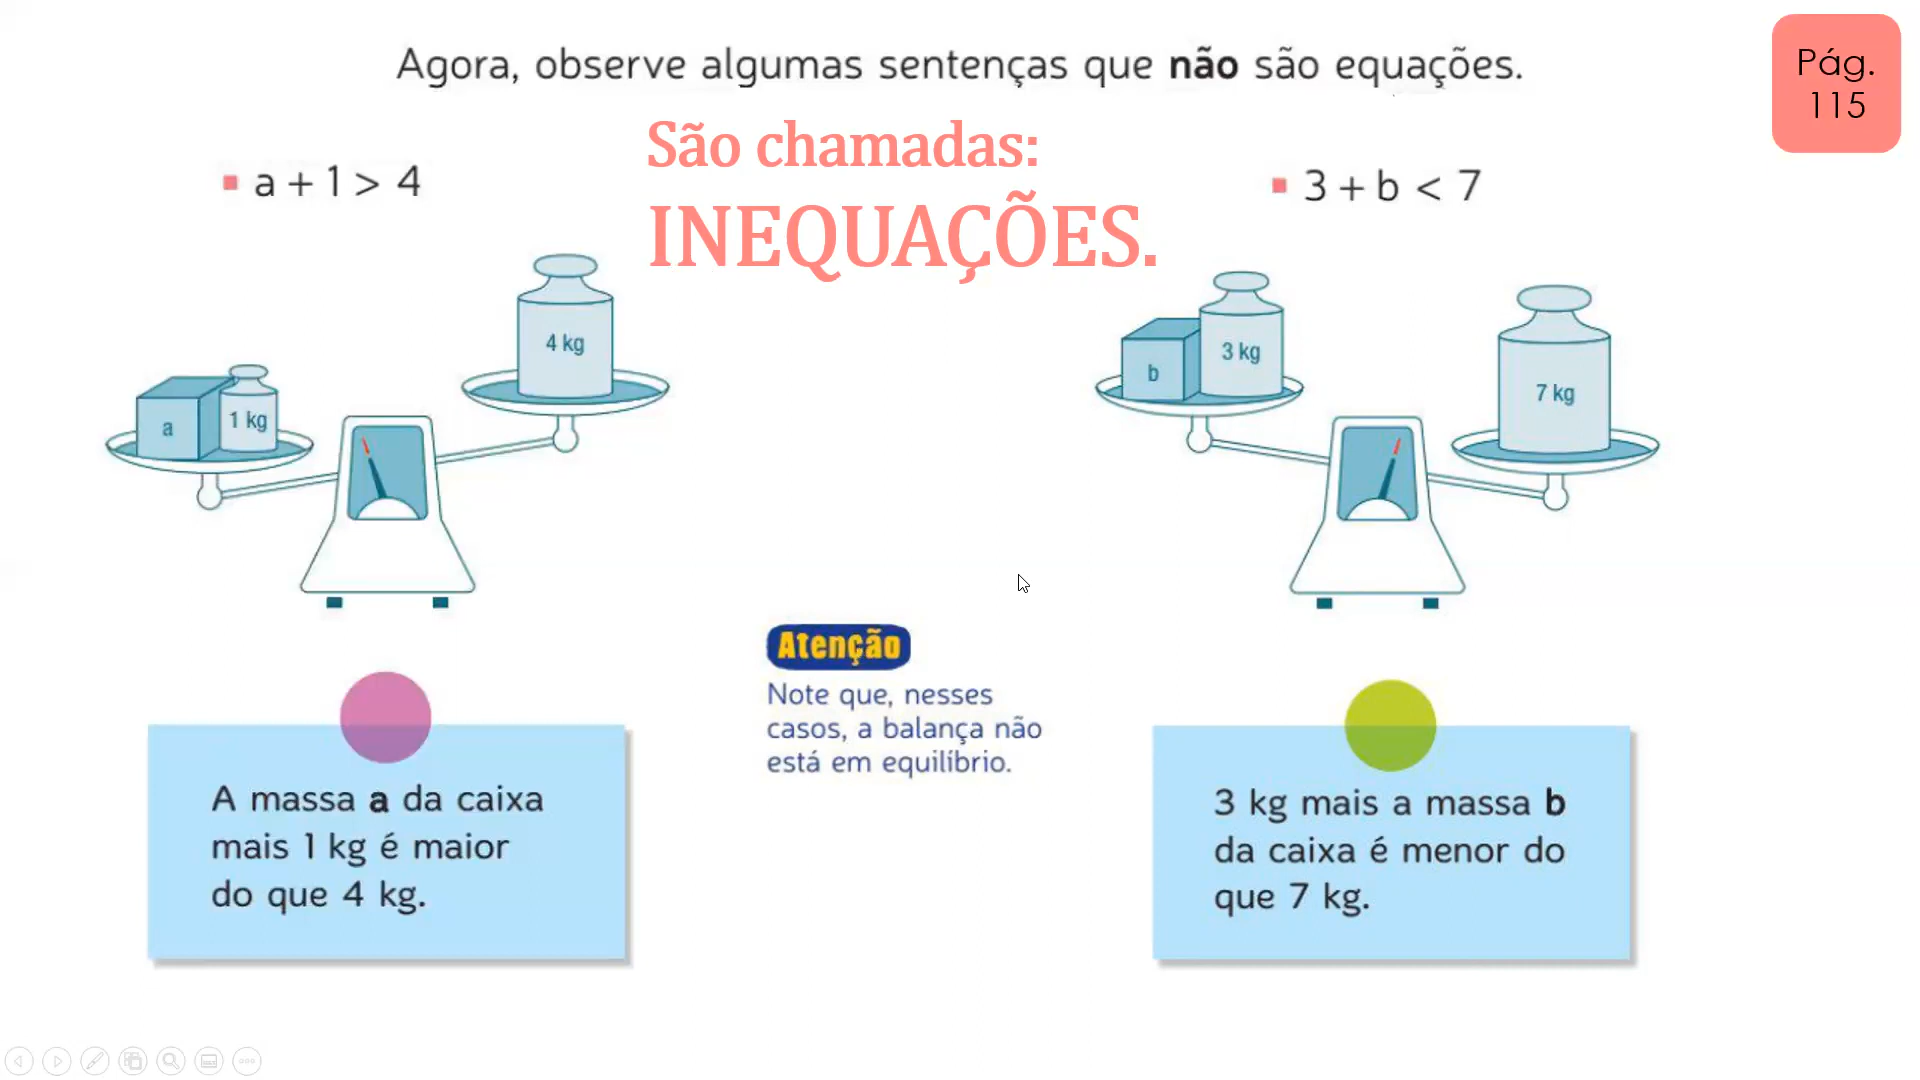 Agora, observe algumas sentenças que não são equações.
Pág.
115
São chamadas:
INEQUAÇÕES.
a + 1 > 4
3 + b < 7
a
1 kg
4 kg
b
3 kg
7 kg
Atenção
Note que, nesses
casos, a balança não
está em equilíbrio.
A massa a da caixa
mais 1 kg é maior
do que 4 kg.
3 kg mais a massa b
da caixa é menor do
que 7 kg.